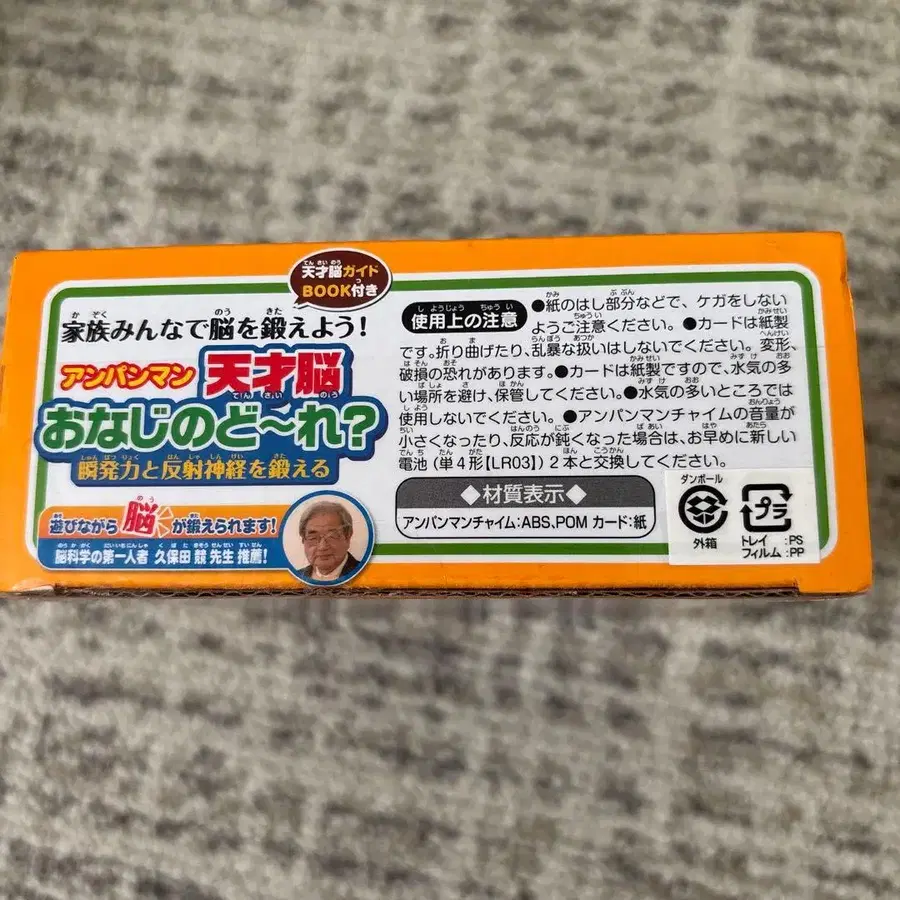 天才脳ガイド
BOOK付き
家族みんなで脳を鍛えよう!
アンパンマン 天才脳
おなじのど〜れ?
瞬発力と反射神経を鍛える
遊びながら脳が鍛えられます!
脳科学の第一人者 久保田 競 先生 推薦!
使用上の注意
●紙のはし部分などで、ケガをしない
ようご注意ください。●カードは紙製
です。折り曲げたり、乱暴な扱いはしないでください。変形、
破損の恐れがあります。●カードは紙製ですので、水気の多
い場所を避け、保管してください。●水気の多いところでは
使用しないでください。●アンパンマンチャイムの音量が
小さくなったり、反応が鈍くなった場合は、お早めに新しい
電池(単4形【LR03】)2本と交換してください。
◆材質表示◆
アンパンマンチャイム:ABS,POM カード:紙
ダンボール
外箱
プラ
トレイ :PS
フィルム :PP